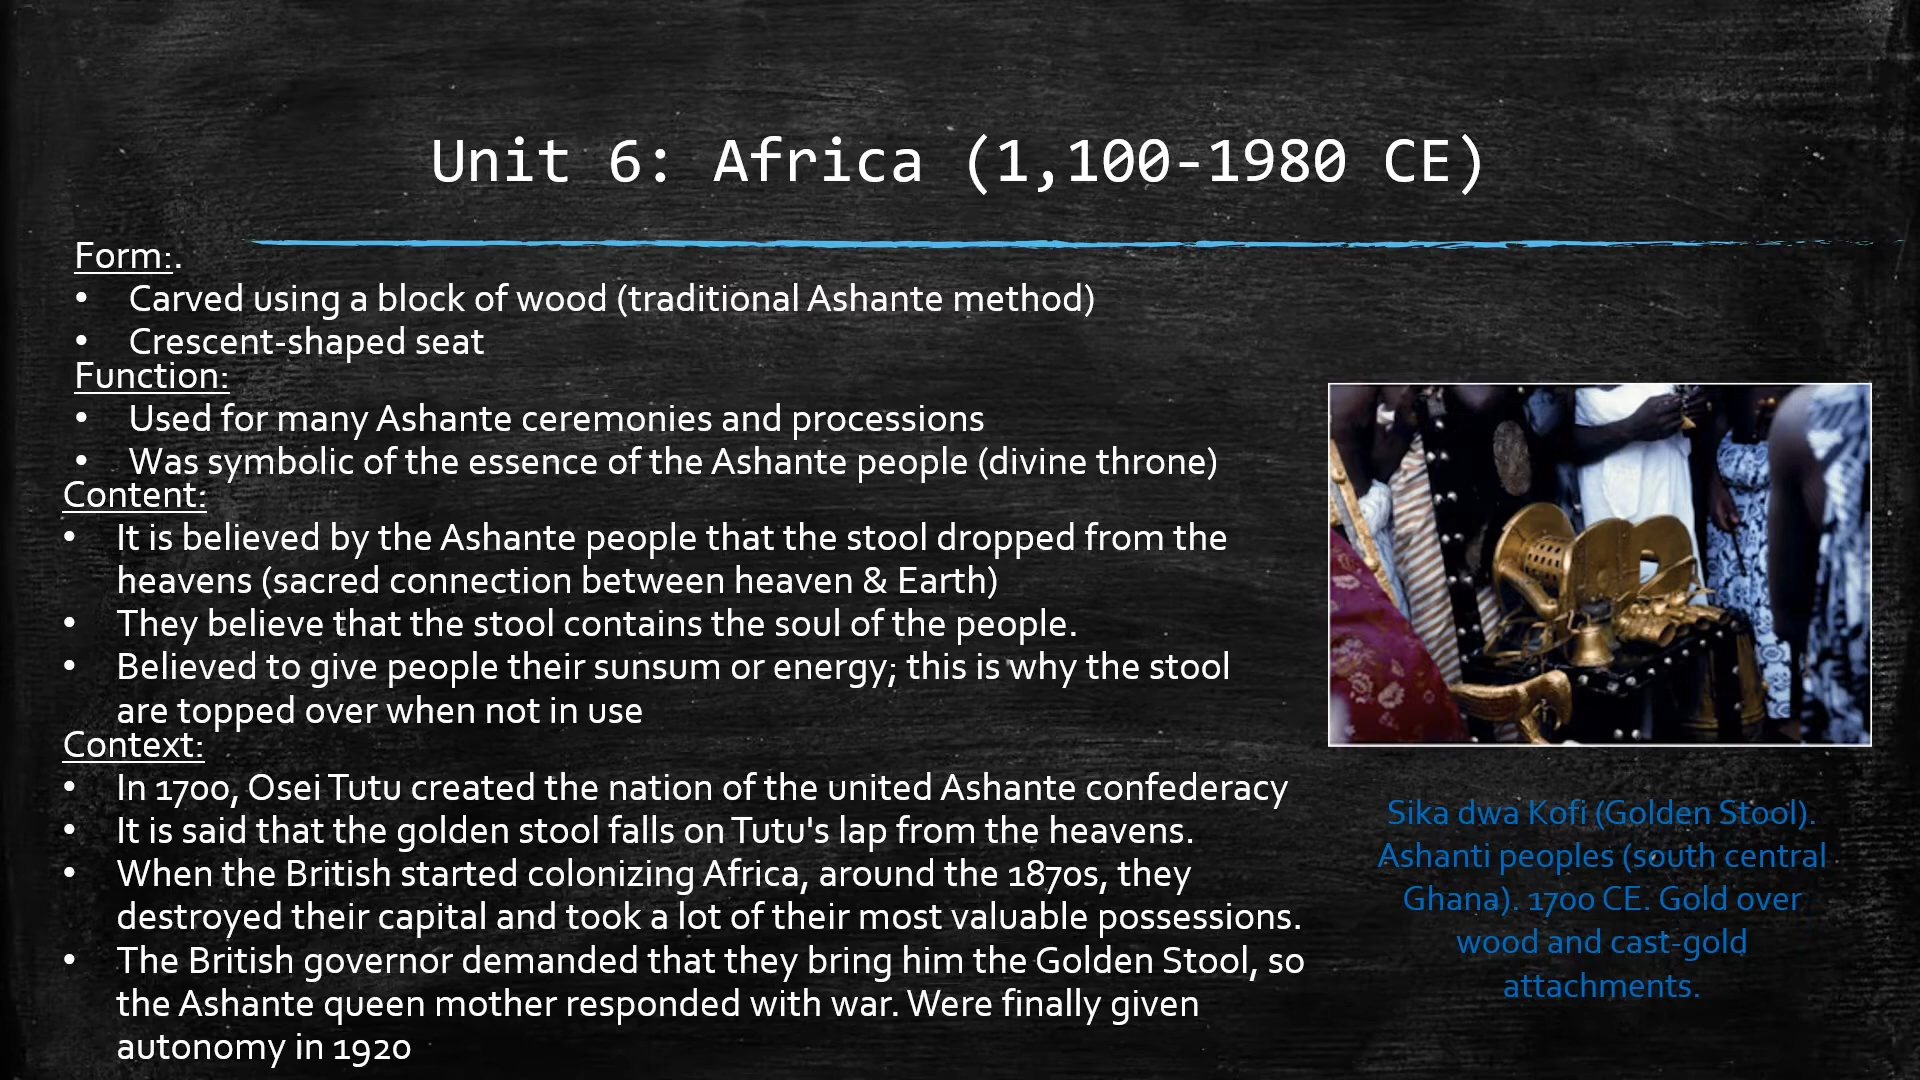 Unit 6: Africa (1,100-1980 CE)
Form:.
• Carved using a block of wood (traditional Ashante method)
• Crescent-shaped seat
Function:
• Used for many Ashante ceremonies and processions
• Was symbolic of the essence of the Ashante people (divine throne)
Content:
• It is believed by the Ashante people that the stool dropped from the
heavens (sacred connection between heaven & Earth)
• They believe that the stool contains the soul of the people.
• Believed to give people their sunsum or energy; this is why the stool
are topped over when not in use
Context:
• In 1700, Osei Tutu created the nation of the united Ashante confederacy
• It is said that the golden stool falls on Tutu's lap from the heavens.
• When the British started colonizing Africa, around the 1870s, they
destroyed their capital and took a lot of their most valuable possessions.
• The British governor demanded that they bring him the Golden Stool, so
the Ashante queen mother responded with war. Were finally given
autonomy in 1920
Sika dwa Kofi (Golden Stool).
Ashanti peoples (south central
Ghana). 1700 CE. Gold over
wood and cast-gold
attachments.